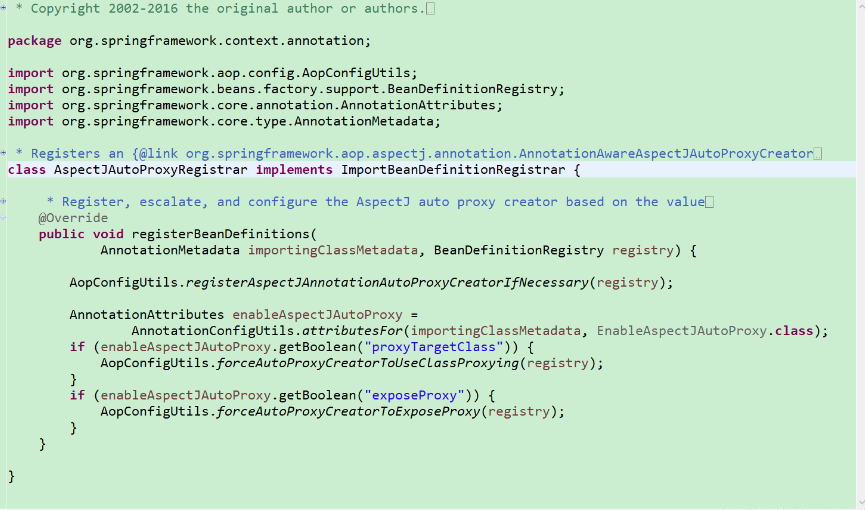 * Copyright 2002-2016 the original author or authors.
package org.springframework.context.annotation;
import org.springframework.aop.config.AopConfigUtils;
import org.springframework.beans.factory.support.BeanDefinitionRegistry;
import org.springframework.core.annotation.AnnotationAttributes;
import org.springframework.core.type.AnnotationMetadata;
 * Registers an {@link org.springframework.aop.aspectj.annotation.AnnotationAwareAspectJAutoProxyCreator
class AspectJAutoProxyRegistrar implements ImportBeanDefinitionRegistrar {
     * Register, escalate, and configure the AspectJ auto proxy creator based on the value
    @Override
    public void registerBeanDefinitions(
            AnnotationMetadata importingClassMetadata, BeanDefinitionRegistry registry) {
        AopConfigUtils.registerAspectJAnnotationAutoProxyCreatorIfNecessary(registry);
        AnnotationAttributes enableAspectJAutoProxy =
                AnnotationConfigUtils.attributesFor(importingClassMetadata, EnableAspectJAutoProxy.class);
        if (enableAspectJAutoProxy.getBoolean("proxyTargetClass")) {
            AopConfigUtils.forceAutoProxyCreatorToUseClassProxying(registry);
        }
        if (enableAspectJAutoProxy.getBoolean("exposeProxy")) {
            AopConfigUtils.forceAutoProxyCreatorToExposeProxy(registry);
        }
    }
}